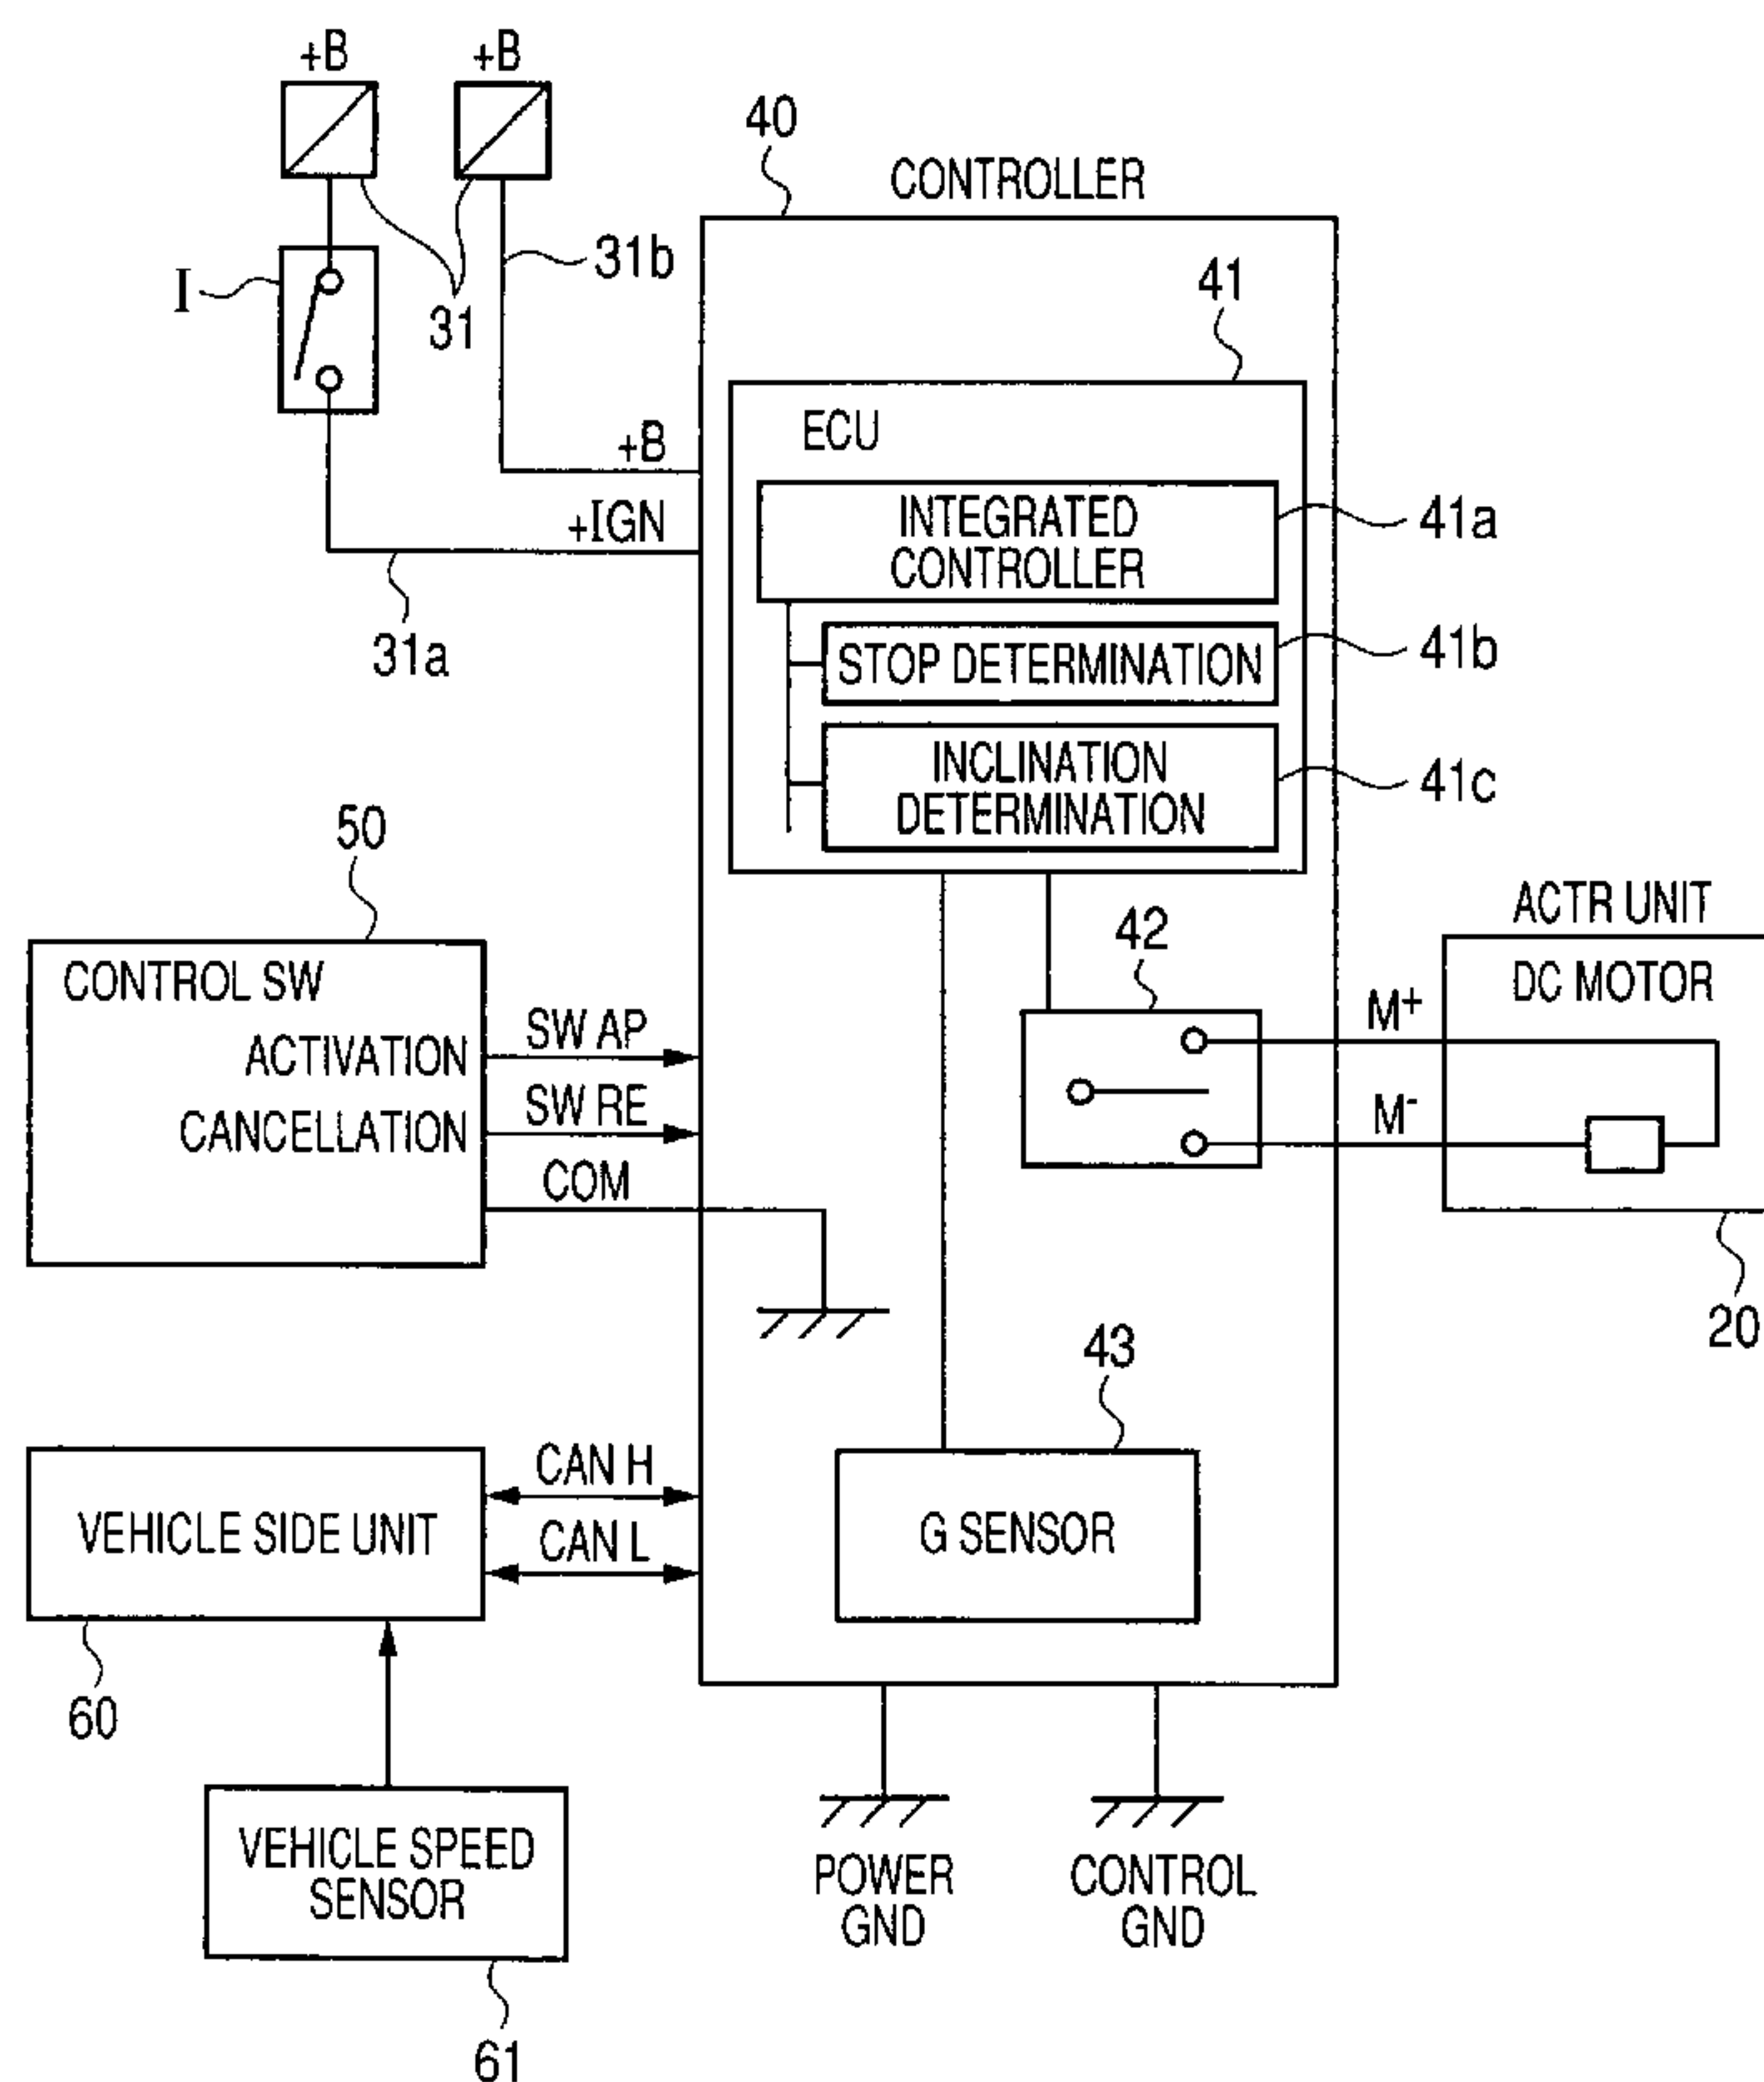 +B
+B
40
CONTROLLER
31b
I
31
41
ECU
+B
+IGN
31a
INTEGRATED
CONTROLLER
41a
STOP DETERMINATION
41b
INCLINATION
DETERMINATION
41c
50
CONTROL SW
ACTIVATION
CANCELLATION
SW AP
SW RE
COM
42
ACTR UNIT
DC MOTOR
M+
M-
20
43
G SENSOR
VEHICLE SIDE UNIT
CAN H
CAN L
60
VEHICLE SPEED
SENSOR
61
POWER
GND
CONTROL
GND